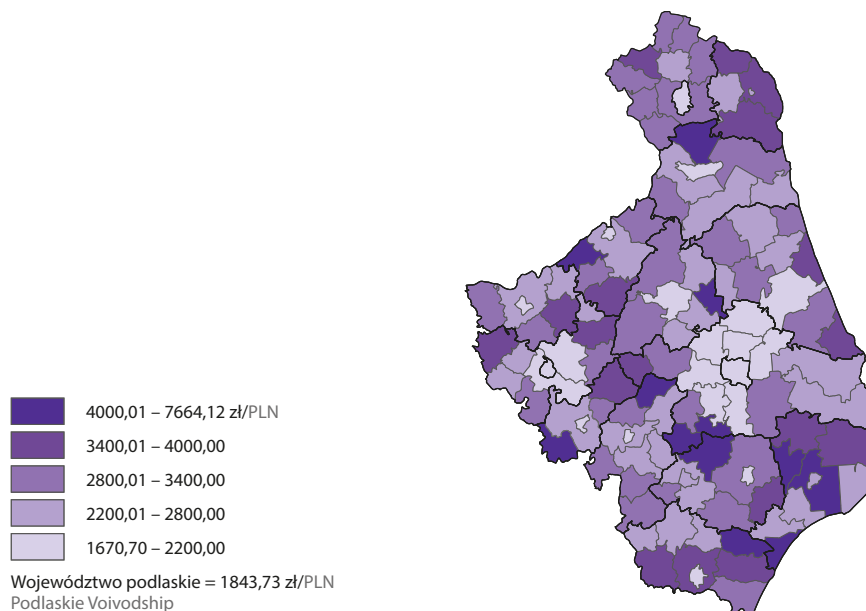 4000,01 – 7664,12 zł/PLN
3400,01 – 4000,00
2800,01 – 3400,00
2200,01 – 2800,00
1670,70 – 2200,00
Województwo podlaskie = 1843,73 zł/PLN
Podlaskie Voivodship